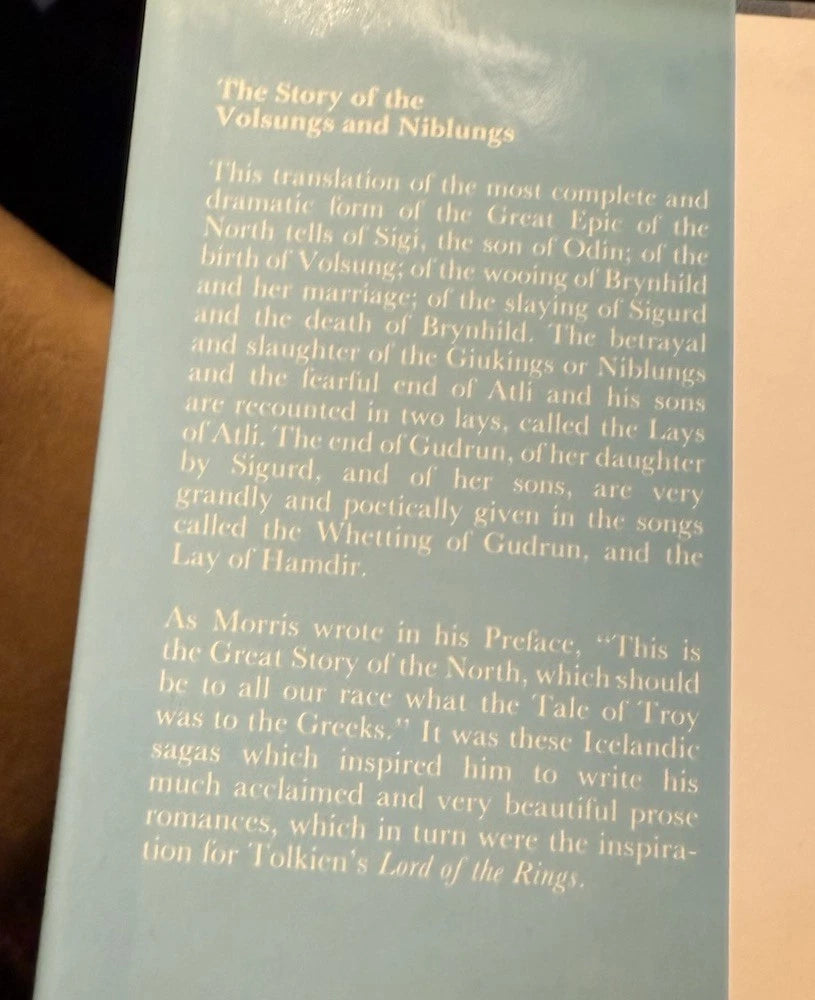 The Story of the
Volsungs and Niblungs
This translation of the most complete and
dramatic form of the Great Epic of the
North tells of Sigi, the son of Odin; of the
birth of Volsung; of the wooing of Brynhild
and her marriage; of the slaying of Sigurd
and the death of Brynhild. The betrayal
and slaughter of the Giukings or Niblungs
and the fearful end of Atli and his sons
are recounted in two lays, called the Lays
of Atli. The end of Gudrun, of her daughter
by Sigurd, and of her sons, are very
grandly and poetically given in the songs
called the Whetting of Gudrun, and the
Lay of Hamdir.
As Morris wrote in his Preface, “This is
the Great Story of the North, which should
be to all our race what the Tale of Troy
was to the Greeks.” It was these Icelandic
sagas which inspired him to write his
much acclaimed and very beautiful prose
romances, which in turn were the inspira-
tion for Tolkien's Lord of the Rings.